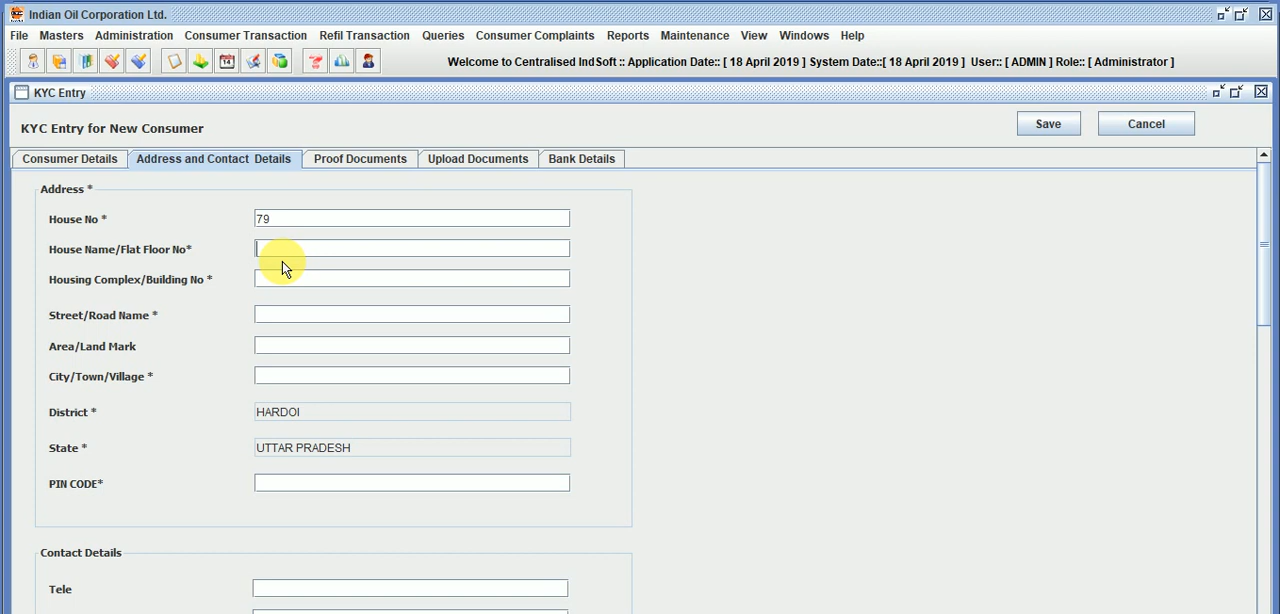 Indian Oil Corporation Ltd.
File Masters Administration Consumer Transaction Refil Transaction Queries Consumer Complaints Reports Maintenance View Windows Help
14 Welcome to Centralised IndSoft :: Application Date:: [ 18 April 2019 ] System Date::[ 18 April 2019 ] User:: [ ADMIN ] Role:: [ Administrator ]
KYC Entry
KYC Entry for New Consumer Save Cancel
Consumer Details Address and Contact Details Proof Documents Upload Documents Bank Details
Address *
House No * 79
House Name/Flat Floor No*
Housing Complex/Building No *
Street/Road Name *
Area/Land Mark
City/Town/Village *
District * HARDOI
State * UTTAR PRADESH
PIN CODE*
Contact Details
Tele